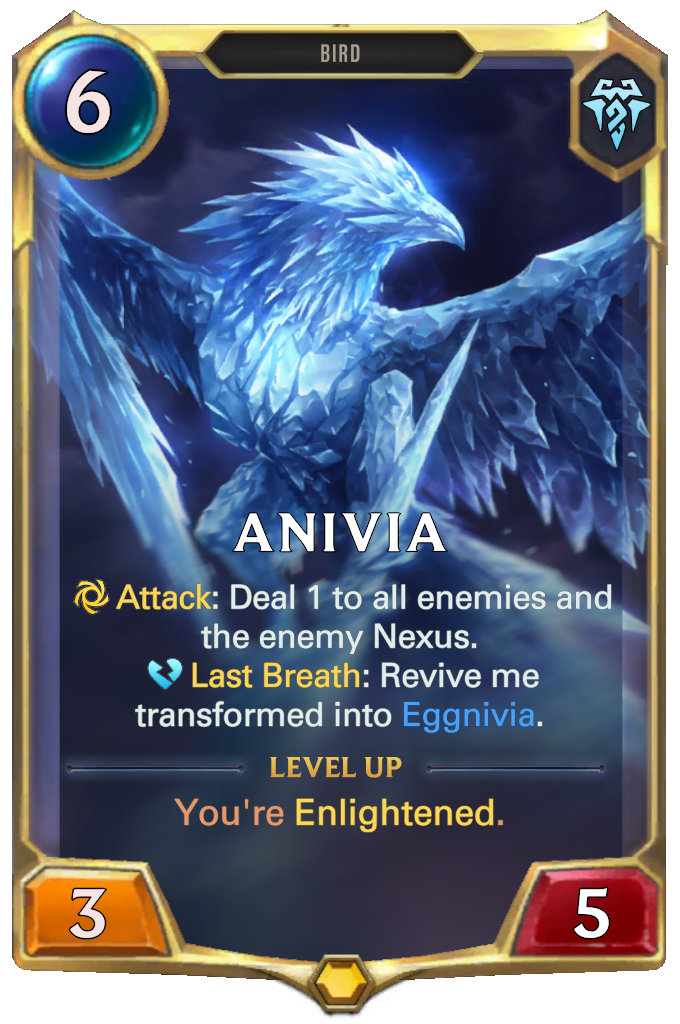 6
BIRD
ANIVIA
Attack: Deal 1 to all enemies and
the enemy Nexus.
Last Breath: Revive me
transformed into Eggnivia.
LEVEL UP
You're Enlightened.
3
5